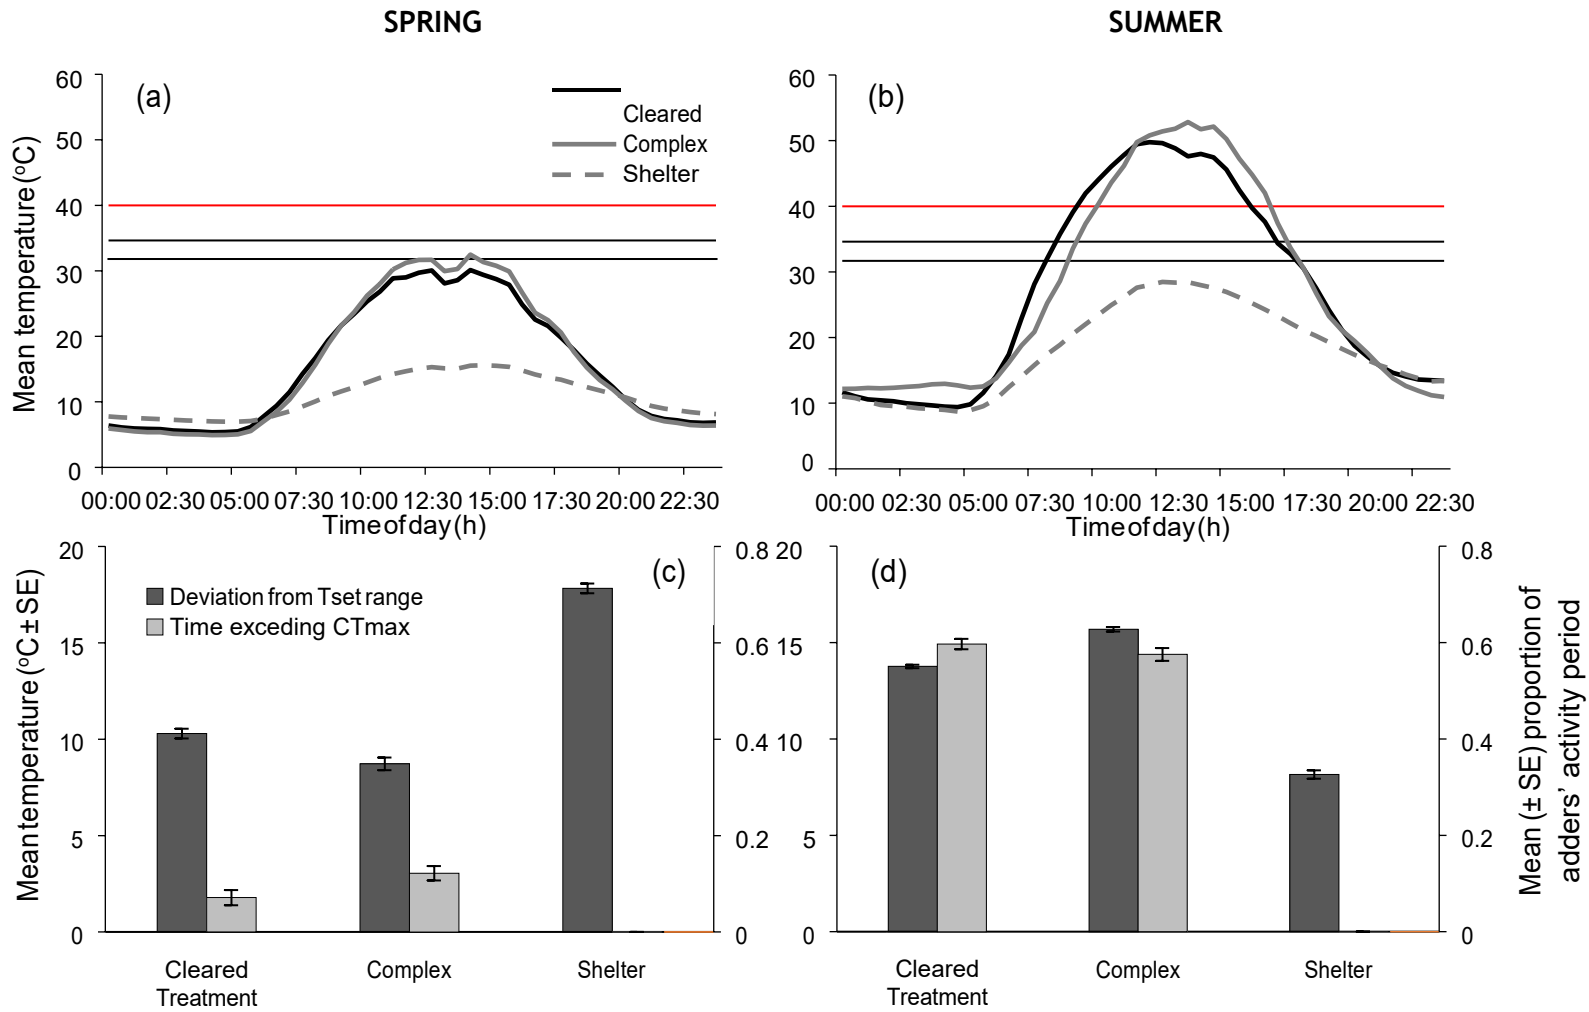 SPRING
SUMMER
(a)
60
50
40
30
20
10
0
Mean temperature (ºC)
Cleared
Complex
Shelter
00:00 02:30 05:00 07:30 10:00 12:30 15:00 17:30 20:00 22:30
Time of day (h)
(b)
60
50
40
30
20
10
0
00:00 02:30 05:00 07:30 10:00 12:30 15:00 17:30 20:00 22:30
Time of day (h)
(c)
20
15
10
5
0
Mean temperature (ºC ± SE)
Deviation from Tset range
Time exceding CTmax
0.8
0.6
0.4
0.2
0
Cleared
Treatment
Complex
Shelter
(d)
20
15
10
5
0
0.8
0.6
0.4
0.2
0
Mean (± SE) proportion of
adders’ activity period
Cleared
Treatment
Complex
Shelter